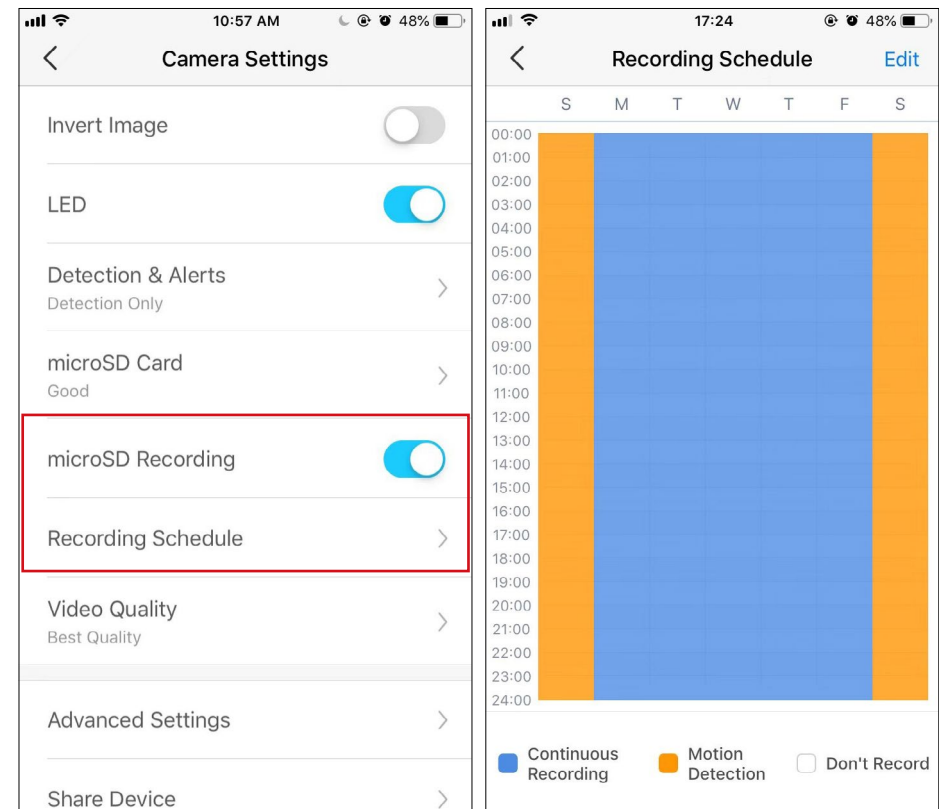 10:57 AM
48%
Camera Settings
Invert Image
LED
Detection & Alerts
Detection Only
microSD Card
Good
microSD Recording
Recording Schedule
Video Quality
Best Quality
Advanced Settings
Share Device
17:24
48%
Recording Schedule
Edit
S M T W T F S
00:00
01:00
02:00
03:00
04:00
05:00
06:00
07:00
08:00
09:00
10:00
11:00
12:00
13:00
14:00
15:00
16:00
17:00
18:00
19:00
20:00
21:00
22:00
23:00
24:00
Continuous
Recording
Motion
Detection
Don't Record